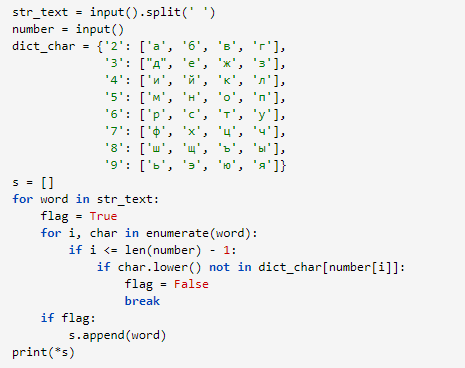 str_text = input().split(' ')
number = input()
dict_char = {'2': ['а', 'б', 'в', 'г'],
'3': ["д", 'е', 'ж', 'з'],
'4': ['и', 'й', 'к', 'л'],
'5': ['м', 'н', 'о', 'п'],
'6': ['р', 'с', 'т', 'у'],
'7': ['ф', 'х', 'ц', 'ч'],
'8': ['ш', 'щ', 'ъ', 'ы'],
'9': ['ь', 'э', 'ю', 'я']}
s = []
for word in str_text:
flag = True
for i, char in enumerate(word):
if i <= len(number) - 1:
if char.lower() not in dict_char[number[i]]:
flag = False
break
if flag:
s.append(word)
print(*s)